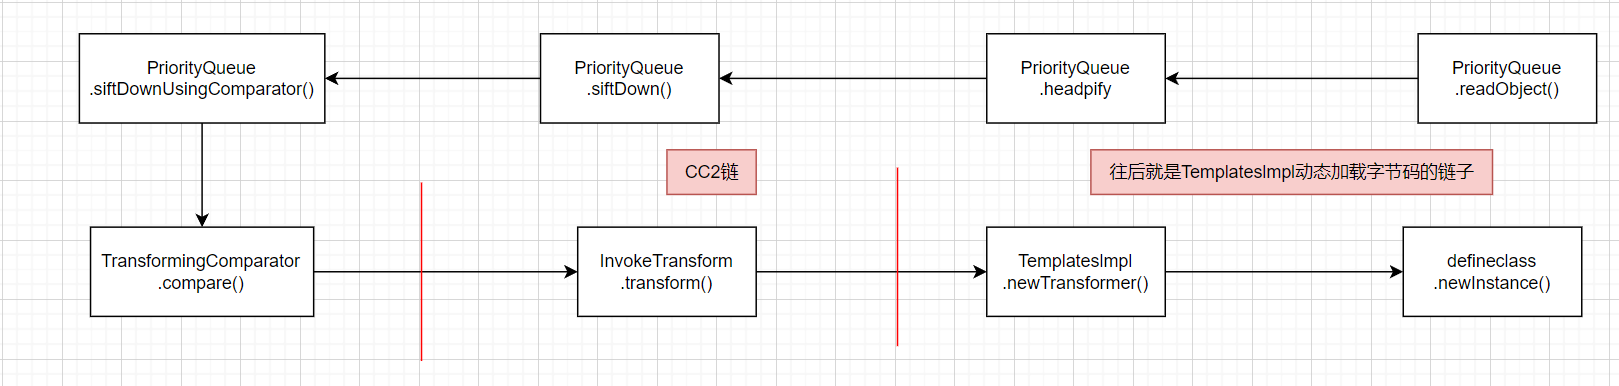 PriorityQueue
.siftDownUsingComparator()
PriorityQueue
.siftDown()
PriorityQueue
.headpify
PriorityQueue
.readObject()
CC2链
往后就是TemplatesImpl动态加载字节码的链子
TransformingComparator
.compare()
InvokeTransform
.transform()
TemplatesImpl
.newTransformer()
defineclass
.newInstance()